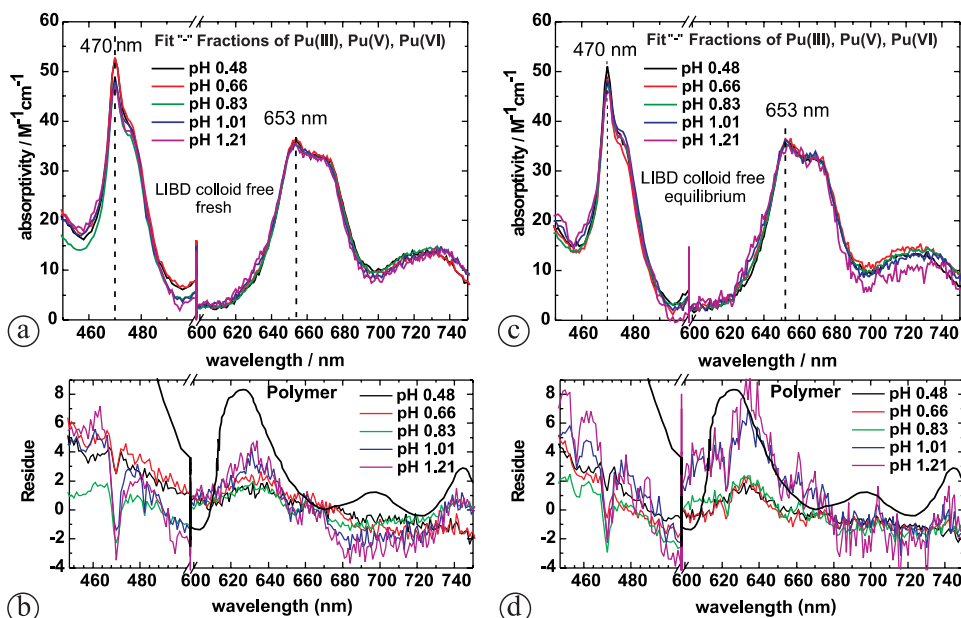 Fit "-" Fractions of Pu(III), Pu(V), Pu(VI)
470 nm
pH 0.48
pH 0.66
pH 0.83
pH 1.01
pH 1.21
653 nm
LIBD colloid free
fresh
absorptivity / M⁻¹cm⁻¹
60
50
40
30
20
10
0
460 480 600 620 640 660 680 700 720 740
wavelength / nm
a
Polymer
pH 0.48
pH 0.66
pH 0.83
pH 1.01
pH 1.21
Residue
8
6
4
2
0
-2
-4
460 480 600 620 640 660 680 700 720 740
wavelength (nm)
b
Fit "-" Fractions of Pu(III), Pu(V), Pu(VI)
470 nm
pH 0.48
pH 0.66
pH 0.83
pH 1.01
pH 1.21
653 nm
LIBD colloid free
equilibrium
absorptivity / M⁻¹cm⁻¹
60
50
40
30
20
10
0
460 480 600 620 640 660 680 700 720 740
wavelength / nm
c
Polymer
pH 0.48
pH 0.66
pH 0.83
pH 1.01
pH 1.21
Residue
8
6
4
2
0
-2
-4
460 480 600 620 640 660 680 700 720 740
wavelength (nm)
d